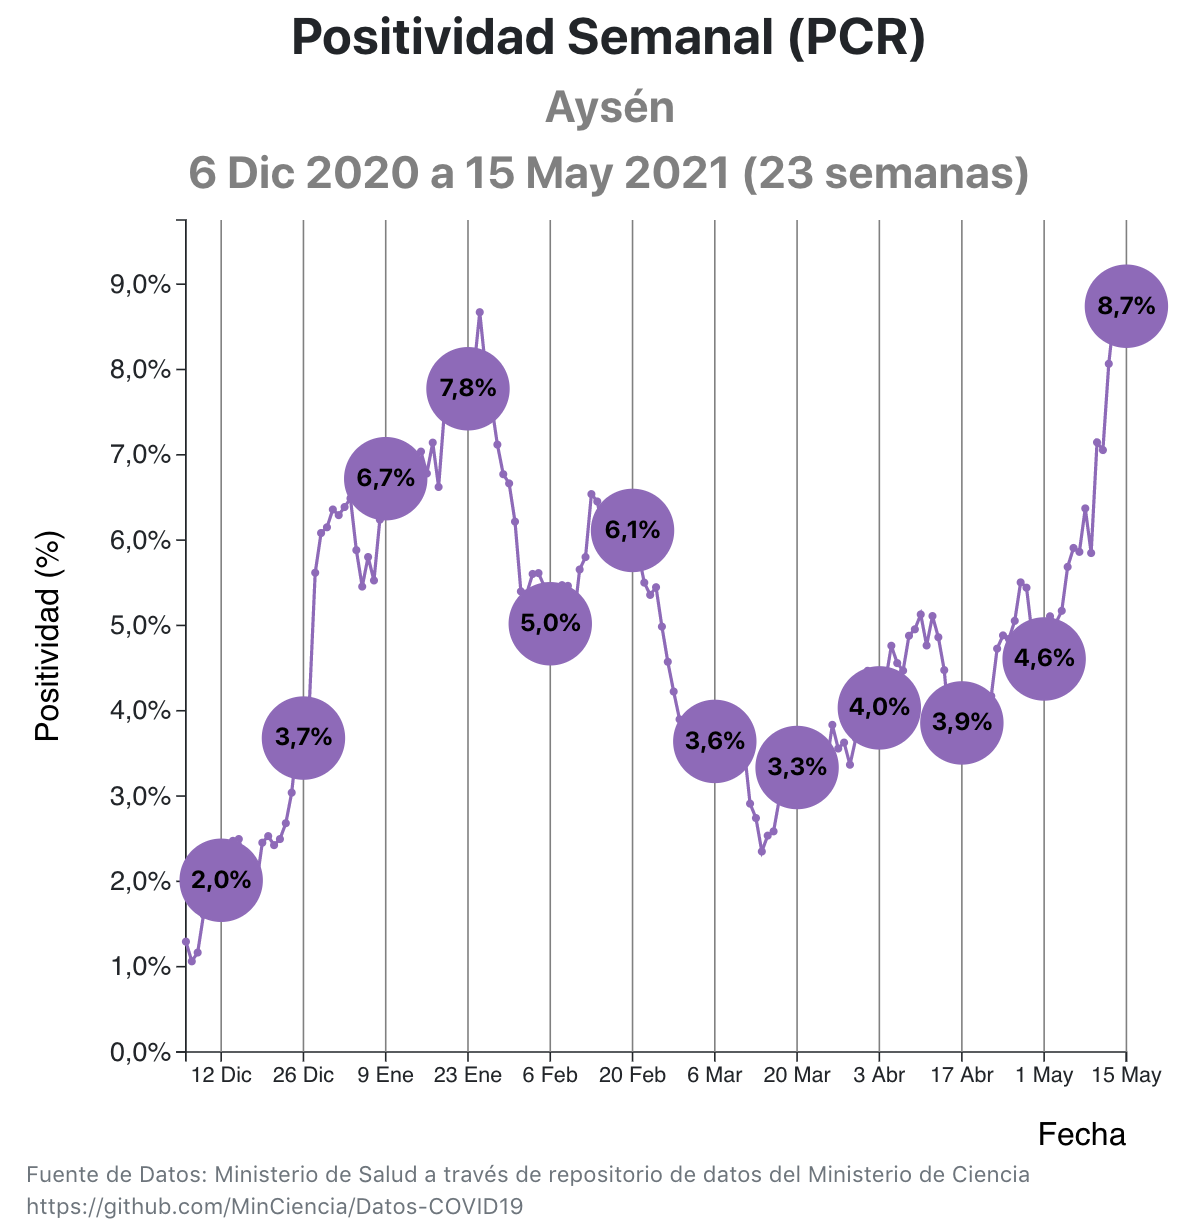 Positividad Semanal (PCR)
Aysén
6 Dic 2020 a 15 May 2021 (23 semanas)
9,0%
8,0%
7,0%
6,0%
5,0%
4,0%
3,0%
2,0%
1,0%
0,0%
Positividad (%)
2,0%
3,7%
6,7%
7,8%
5,0%
6,1%
3,6%
3,3%
4,0%
3,9%
4,6%
8,7%
12 Dic
26 Dic
9 Ene
23 Ene
6 Feb
20 Feb
6 Mar
20 Mar
3 Abr
17 Abr
1 May
15 May
Fecha
Fuente de Datos: Ministerio de Salud a través de repositorio de datos del Ministerio de Ciencia
https://github.com/MinCiencia/Datos-COVID19